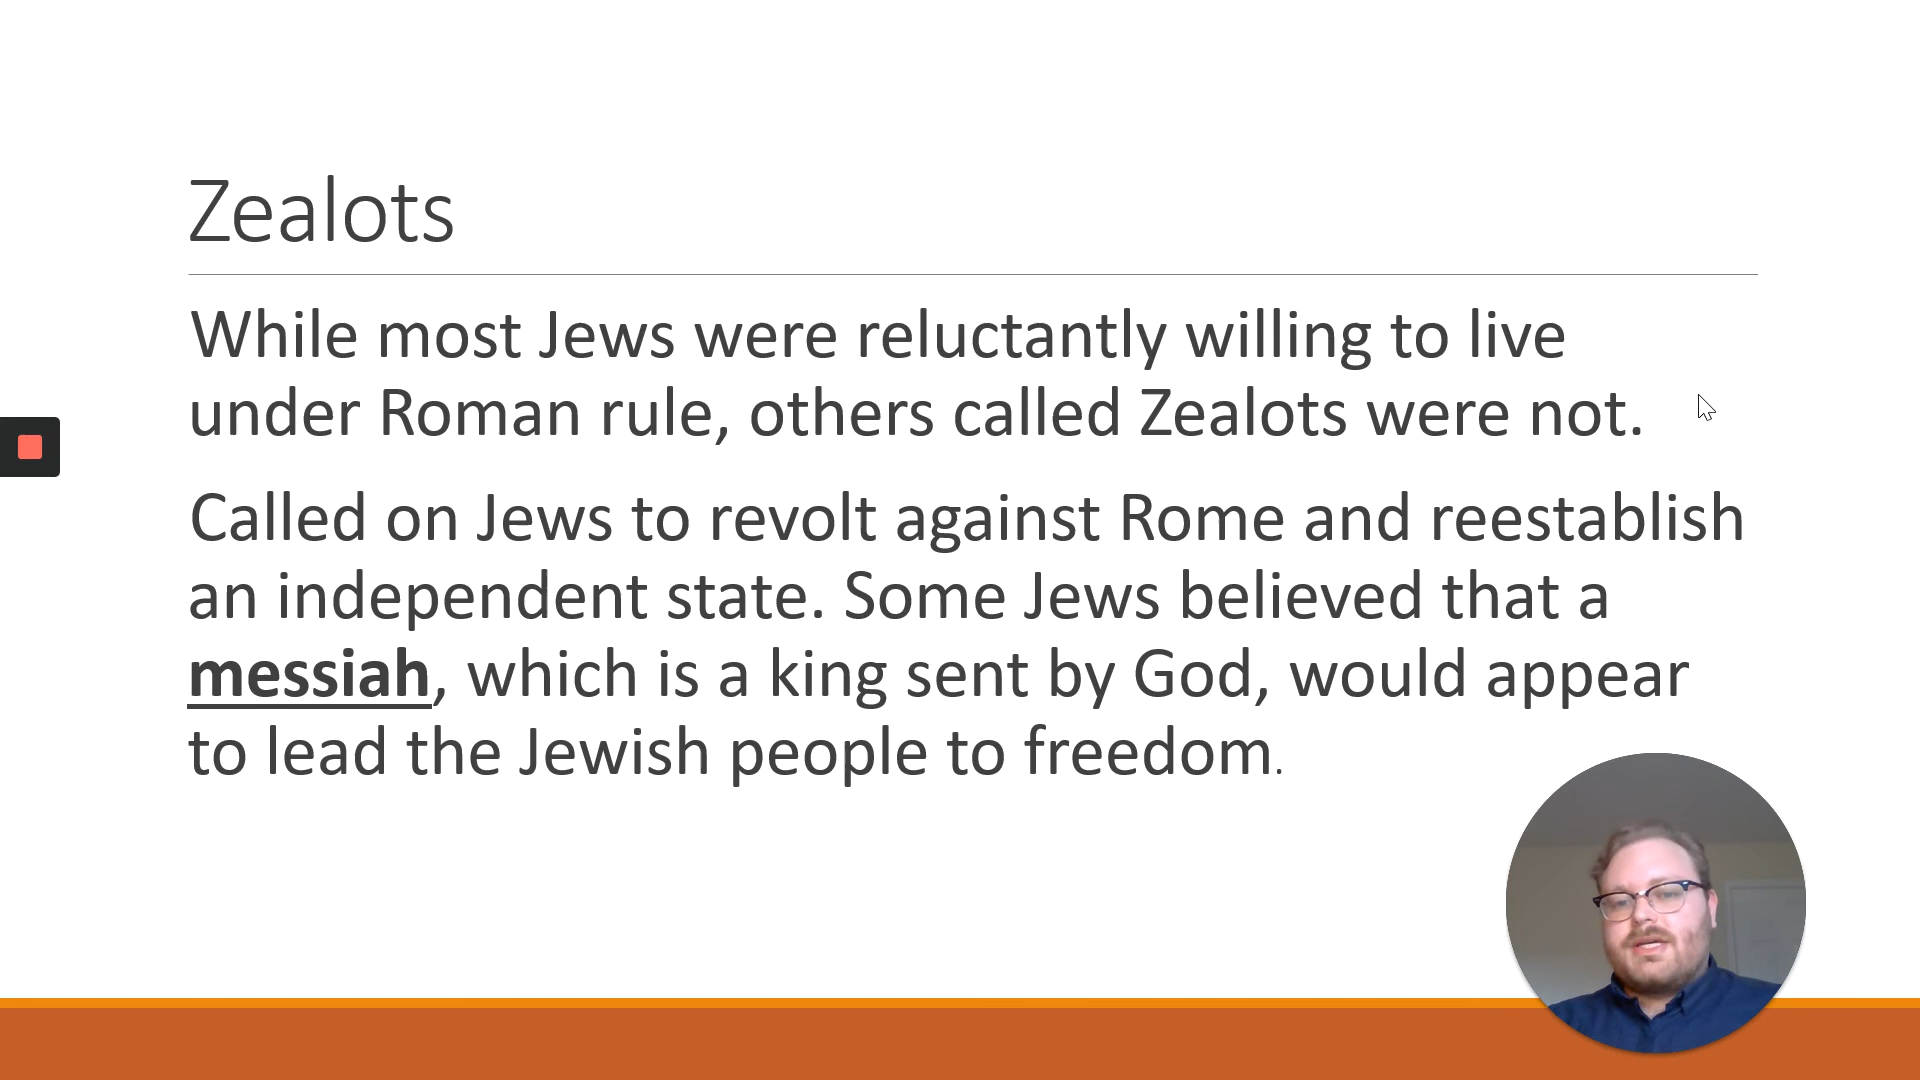 Zealots
While most Jews were reluctantly willing to live
under Roman rule, others called Zealots were not.
Called on Jews to revolt against Rome and reestablish
an independent state. Some Jews believed that a
messiah, which is a king sent by God, would appear
to lead the Jewish people to freedom.